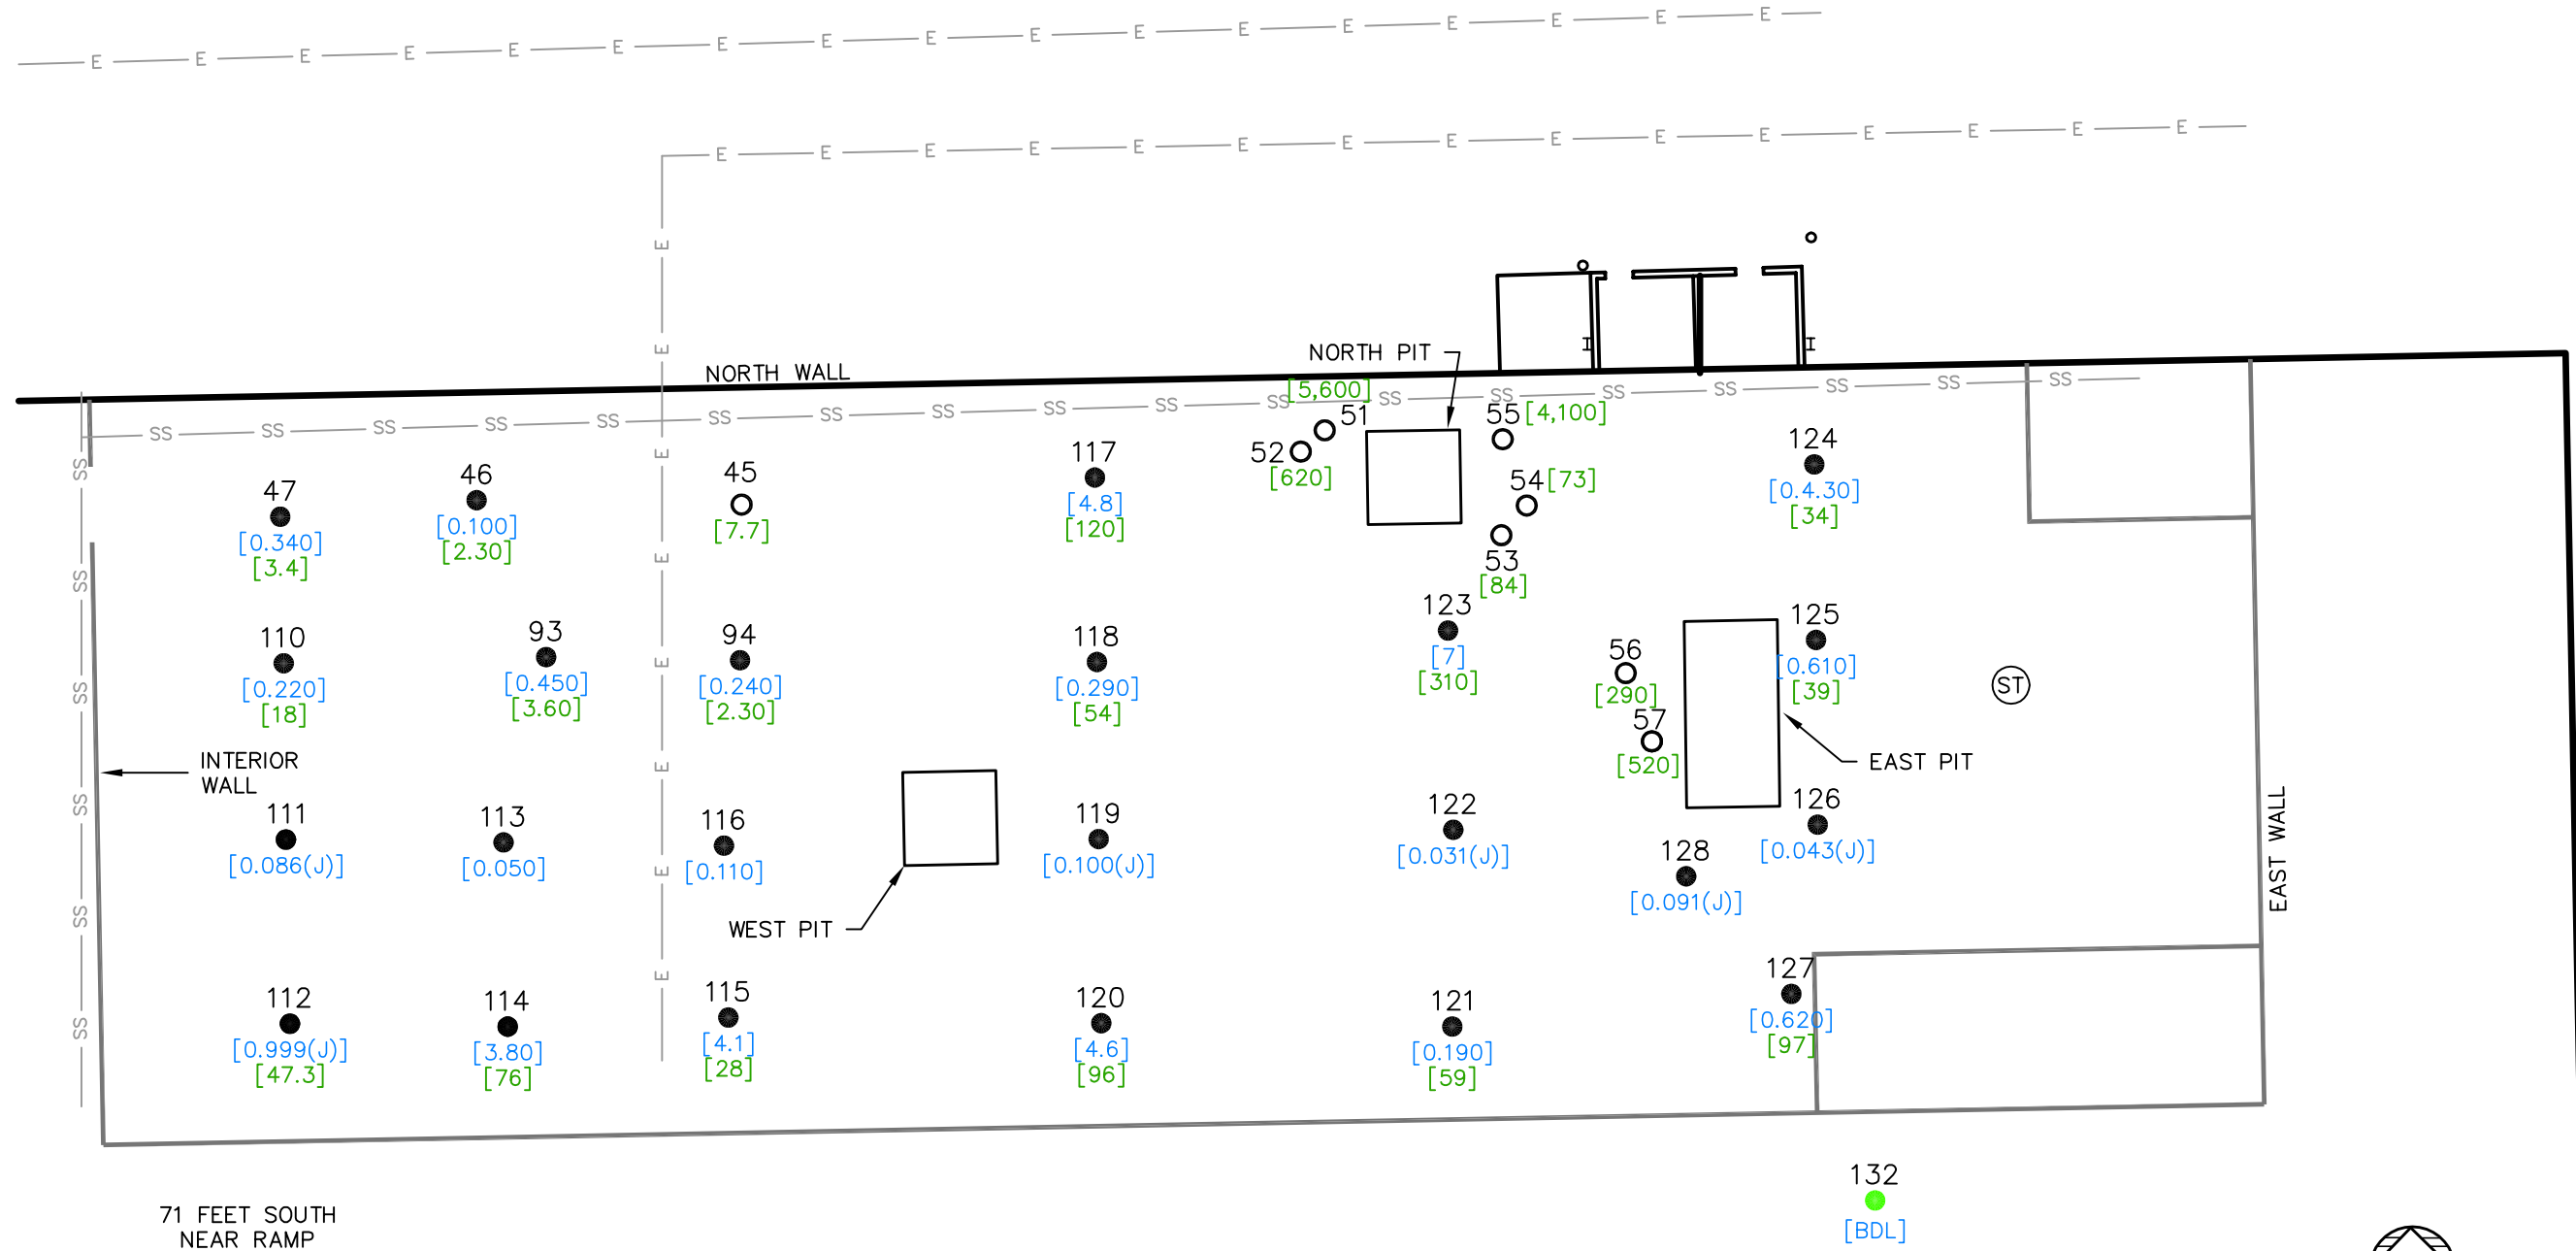 E E E E E E E E E E E E E E E E E
E E E E E E E E E E E E E E E
E
E
NORTH WALL
NORTH PIT
I
I
[5,600]
SS SS SS SS SS SS SS SS SS SS SS SS SS SS SS SS SS SS
51
55 [4,100]
52
[620]
54 [73]
53
[84]
47
[0.340]
[3.4]
46
[0.100]
[2.30]
45
[7.7]
117
[4.8]
[120]
124
[0.4.30]
[34]
SS
SS
SS
SS
SS
SS
E
E
E
E
E
E
110
[0.220]
[18]
93
[0.450]
[3.60]
94
[0.240]
[2.30]
118
[0.290]
[54]
123
[7]
[310]
56
[290]
57
[520]
125
[0.610]
[39]
ST
INTERIOR
WALL
EAST PIT
EAST WALL
111
[0.086(J)]
113
[0.050]
116
[0.110]
WEST PIT
119
[0.100(J)]
122
[0.031(J)]
128
[0.091(J)]
126
[0.043(J)]
112
[0.999(J)]
[47.3]
114
[3.80]
[76]
115
[4.1]
[28]
120
[4.6]
[96]
121
[0.190]
[59]
127
[0.620]
[97]
132
[BDL]
71 FEET SOUTH
NEAR RAMP